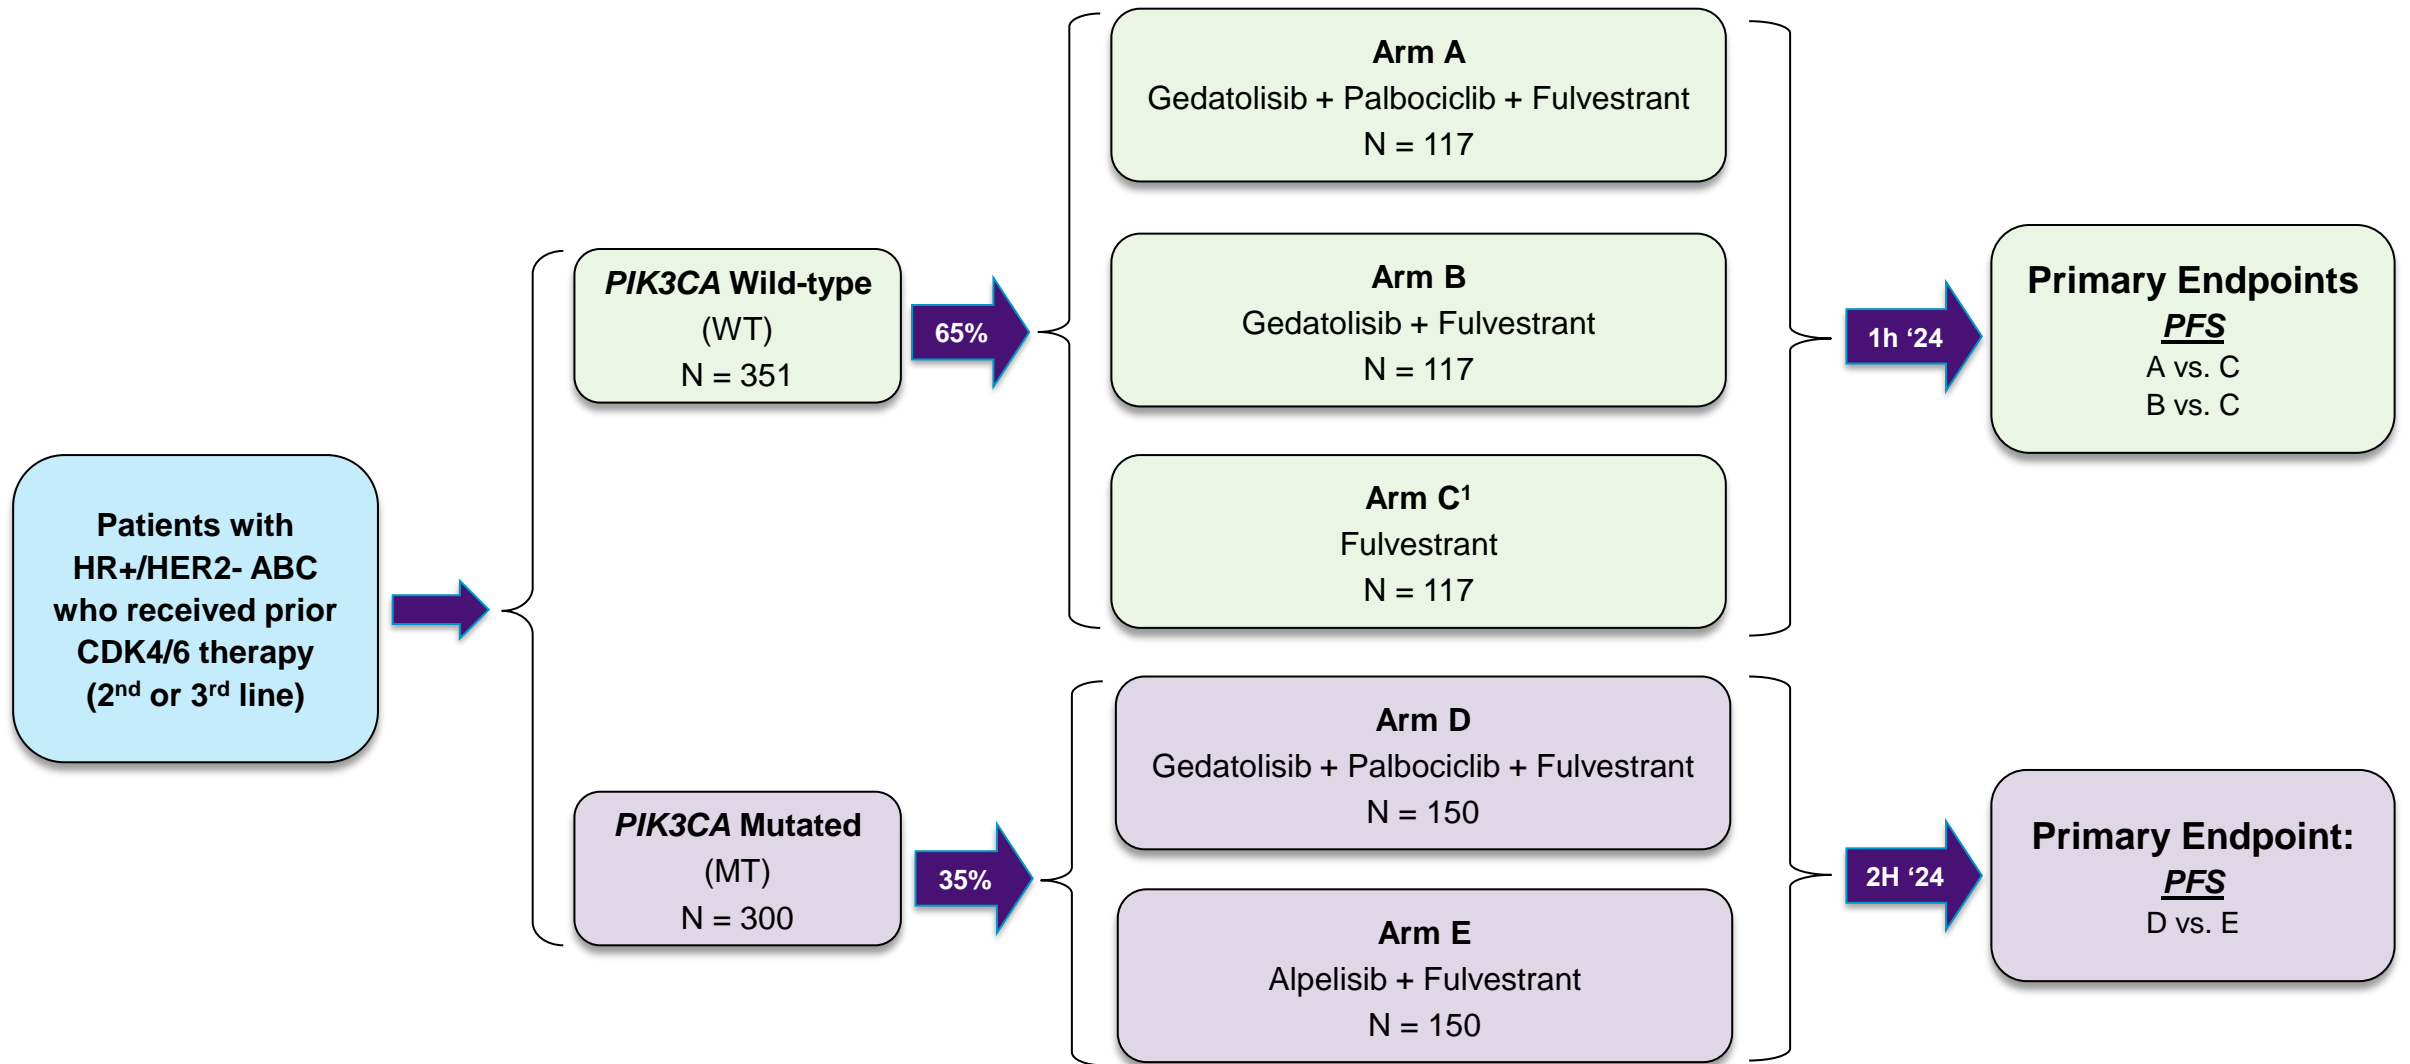 Patients with
HR+/HER2- ABC
who received prior
CDK4/6 therapy
(2nd or 3rd line)
PIK3CA Wild-type
(WT)
N = 351
65%
Arm A
Gedatolisib + Palbociclib + Fulvestrant
N = 117
Arm B
Gedatolisib + Fulvestrant
N = 117
Arm C1
Fulvestrant
N = 117
1h ‘24
Primary Endpoints
PFS
A vs. C
B vs. C
PIK3CA Mutated
(MT)
N = 300
35%
Arm D
Gedatolisib + Palbociclib + Fulvestrant
N = 150
Arm E
Alpelisib + Fulvestrant
N = 150
2H ‘24
Primary Endpoint:
PFS
D vs. E